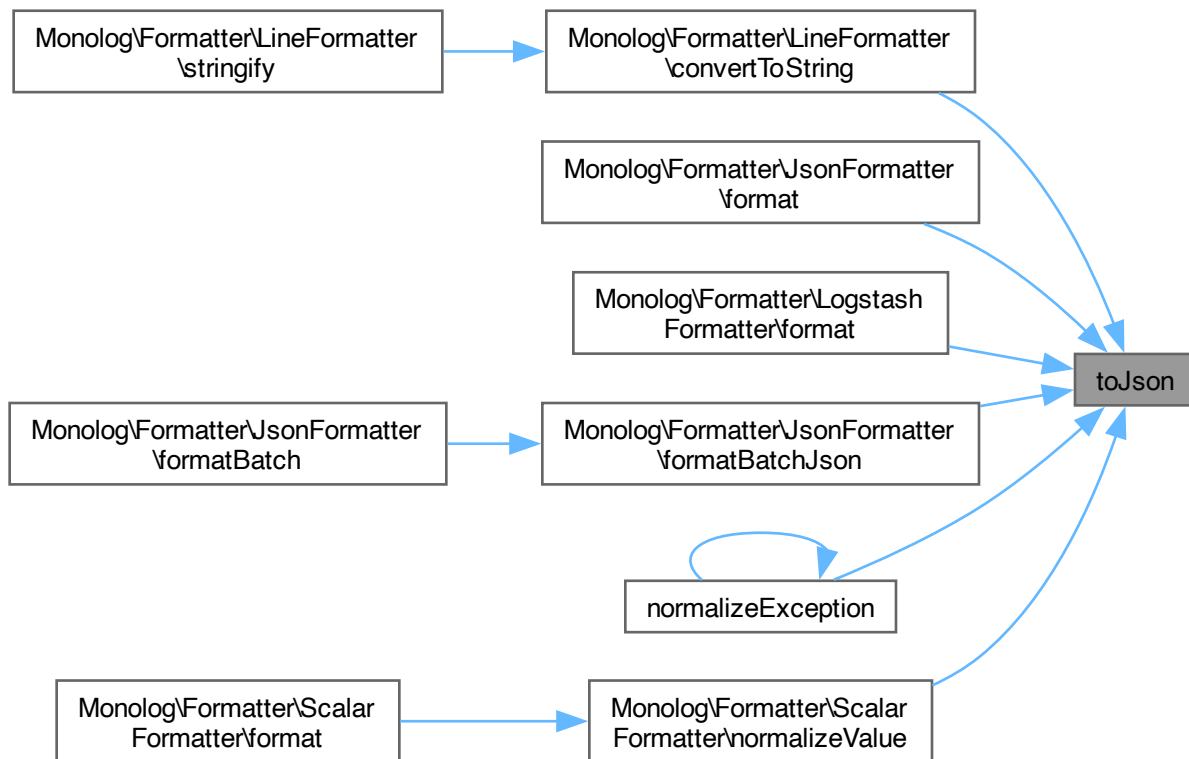 Monolog\Formatter\LineFormatter
\stringify
Monolog\Formatter\LineFormatter
\convertToString
Monolog\Formatter\JsonFormatter
\format
Monolog\Formatter\Logstash
Formatter\format
toJson
Monolog\Formatter\JsonFormatter
\formatBatch
Monolog\Formatter\JsonFormatter
\formatBatchJson
normalizeException
Monolog\Formatter\Scalar
Formatter\format
Monolog\Formatter\Scalar
Formatter\normalizeValue